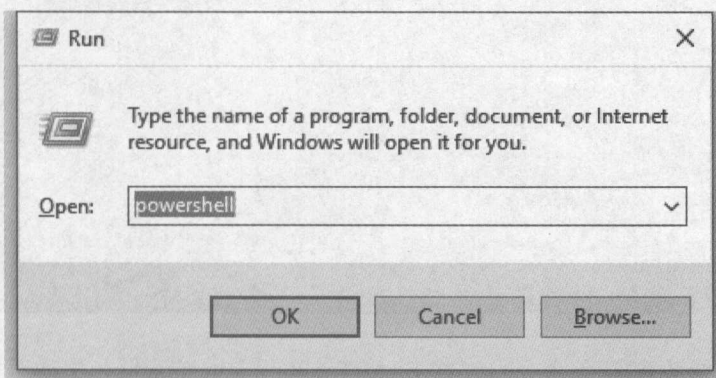 Run
Type the name of a program, folder, document, or Internet
resource, and Windows will open it for you.
Open: powershell
OK Cancel Browse...